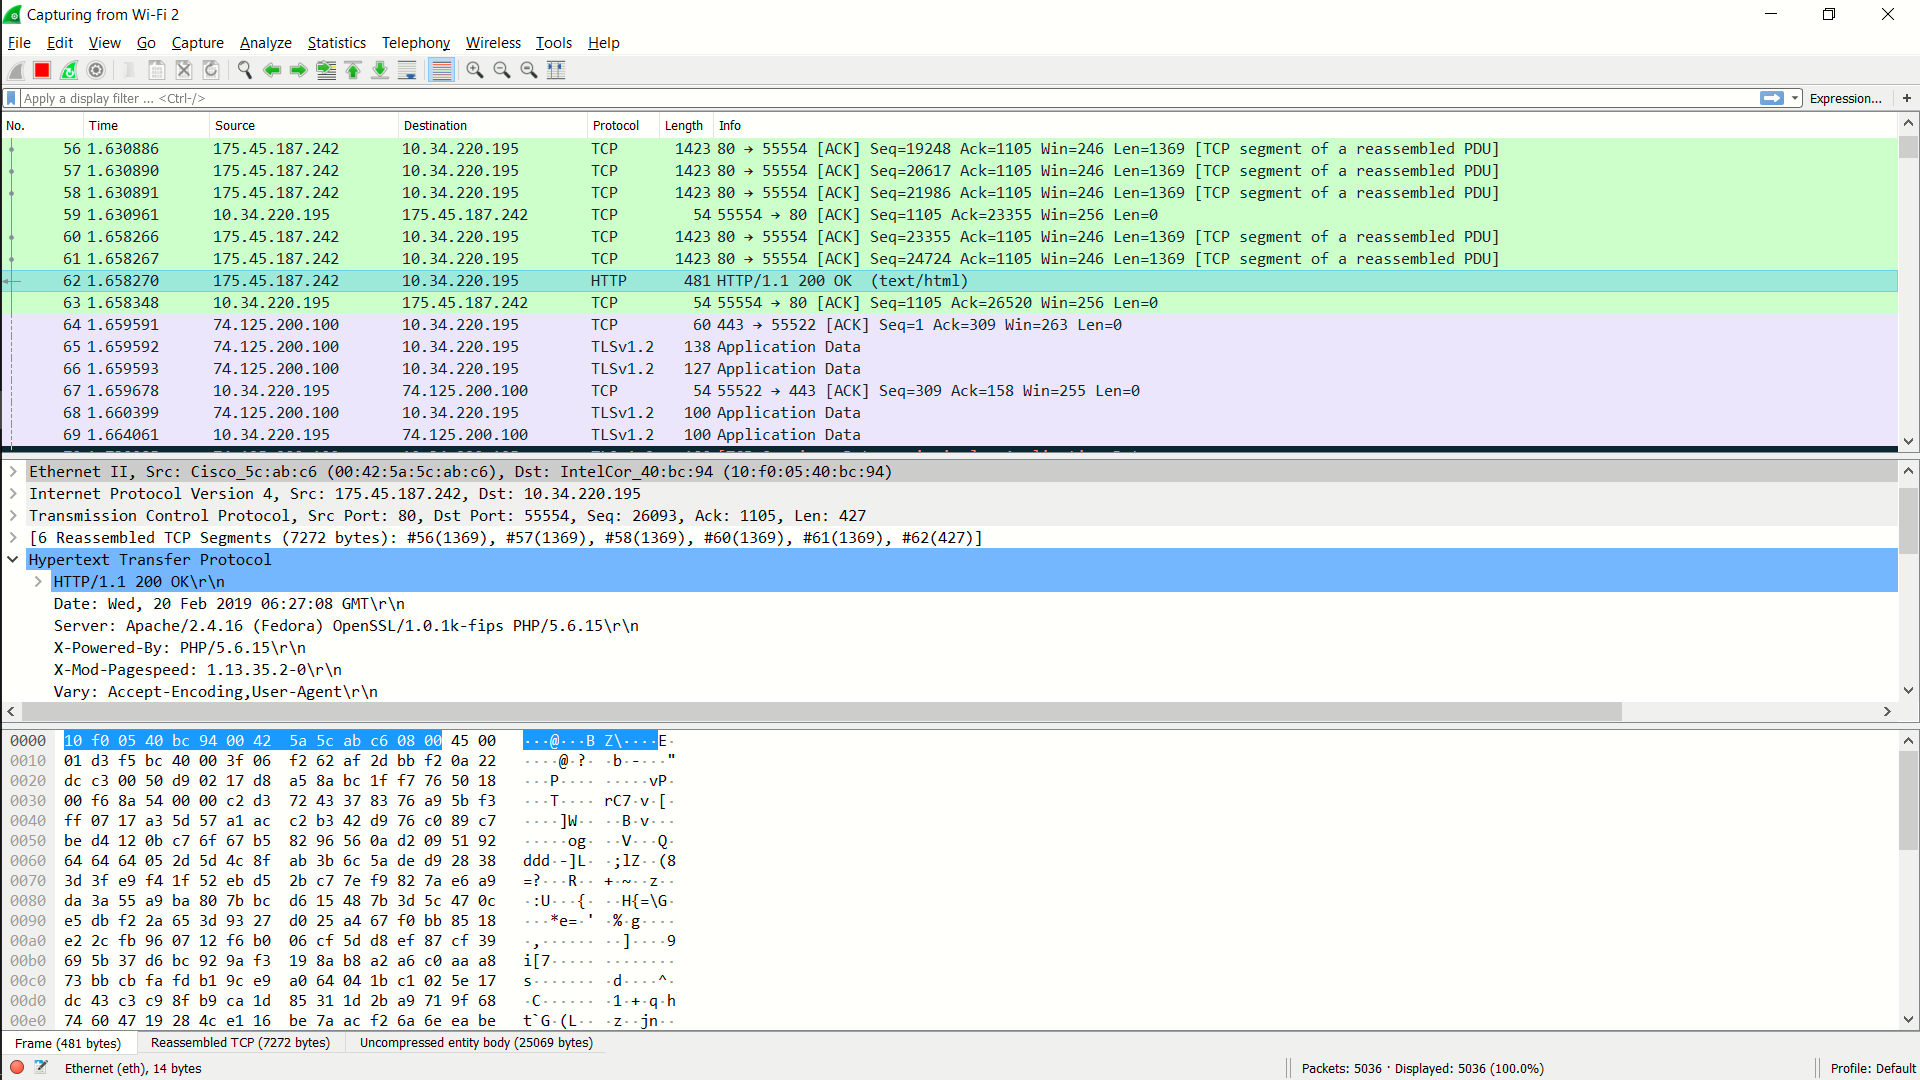 Capturing from Wi-Fi 2
File Edit View Go Capture Analyze Statistics Telephony Wireless Tools Help
Apply a display filter ... <Ctrl-/> Expression... +
No. Time Source Destination Protocol Length Info
56 1.630886 175.45.187.242 10.34.220.195 TCP 1423 80 → 55554 [ACK] Seq=19248 Ack=1105 Win=246 Len=1369 [TCP segment of a reassembled PDU]
57 1.630890 175.45.187.242 10.34.220.195 TCP 1423 80 → 55554 [ACK] Seq=20617 Ack=1105 Win=246 Len=1369 [TCP segment of a reassembled PDU]
58 1.630891 175.45.187.242 10.34.220.195 TCP 1423 80 → 55554 [ACK] Seq=21986 Ack=1105 Win=246 Len=1369 [TCP segment of a reassembled PDU]
59 1.630961 10.34.220.195 175.45.187.242 TCP 54 55554 → 80 [ACK] Seq=1105 Ack=23355 Win=256 Len=0
60 1.658266 175.45.187.242 10.34.220.195 TCP 1423 80 → 55554 [ACK] Seq=23355 Ack=1105 Win=246 Len=1369 [TCP segment of a reassembled PDU]
61 1.658267 175.45.187.242 10.34.220.195 TCP 1423 80 → 55554 [ACK] Seq=24724 Ack=1105 Win=246 Len=1369 [TCP segment of a reassembled PDU]
62 1.658270 175.45.187.242 10.34.220.195 HTTP 481 HTTP/1.1 200 OK (text/html)
63 1.658348 10.34.220.195 175.45.187.242 TCP 54 55554 → 80 [ACK] Seq=1105 Ack=26520 Win=256 Len=0
64 1.659591 74.125.200.100 10.34.220.195 TCP 60 443 → 55522 [ACK] Seq=1 Ack=309 Win=263 Len=0
65 1.659592 74.125.200.100 10.34.220.195 TLSv1.2 138 Application Data
66 1.659593 74.125.200.100 10.34.220.195 TLSv1.2 127 Application Data
67 1.659678 10.34.220.195 74.125.200.100 TCP 54 55522 → 443 [ACK] Seq=309 Ack=158 Win=255 Len=0
68 1.660399 74.125.200.100 10.34.220.195 TLSv1.2 100 Application Data
69 1.664061 10.34.220.195 74.125.200.100 TLSv1.2 100 Application Data
Ethernet II, Src: Cisco_5c:ab:c6 (00:42:5a:5c:ab:c6), Dst: IntelCor_40:bc:94 (10:f0:05:40:bc:94)
Internet Protocol Version 4, Src: 175.45.187.242, Dst: 10.34.220.195
Transmission Control Protocol, Src Port: 80, Dst Port: 55554, Seq: 26093, Ack: 1105, Len: 427
[6 Reassembled TCP Segments (7272 bytes): #56(1369), #57(1369), #58(1369), #60(1369), #61(1369), #62(427)]
Hypertext Transfer Protocol
HTTP/1.1 200 OK\r\n
Date: Wed, 20 Feb 2019 06:27:08 GMT\r\n
Server: Apache/2.4.16 (Fedora) OpenSSL/1.0.1k-fips PHP/5.6.15\r\n
X-Powered-By: PHP/5.6.15\r\n
X-Mod-Pagespeed: 1.13.35.2-0\r\n
Vary: Accept-Encoding,User-Agent\r\n
0000 10 f0 05 40 bc 94 00 42 5a 5c ab c6 08 00 45 00 ···@···B Z\····E·
0010 01 d3 f5 bc 40 00 3f 06 f2 62 af 2d bb f2 0a 22 ····@·?· ·b·-···"
0020 dc c3 00 50 d9 02 17 d8 a5 8a bc 1f f7 76 50 18 ···P···· ·····vP·
0030 00 f6 8a 54 00 00 c2 d3 72 43 37 83 76 a9 5b f3 ···T···· rC7·v·[·
0040 ff 07 17 a3 5d 57 a1 ac c2 b3 42 d9 76 c0 89 c7 ····]W·· ··B·v···
0050 be d4 12 0b c7 6f 67 b5 82 96 56 0a d2 09 51 92 ·····og· ··V···Q·
0060 64 64 64 05 2d 5d 4c 8f ab 3b 6c 5a de d9 28 38 ddd·-]L· ·;lZ··(8
0070 3d 3f e9 f4 1f 52 eb d5 2b c7 7e f9 82 7a e6 a9 =?···R·· +·~··z··
0080 da 3a 55 a9 ba 80 7b bc d6 15 48 7b 3d 5c 47 0c ·:U···{· ··H{=\G·
0090 e5 db f2 2a 65 3d 93 27 d0 25 a4 67 f0 bb 85 18 ···*e=·' ·%·g····
00a0 e2 2c fb 96 07 12 f6 b0 06 cf 5d d8 ef 87 cf 39 ·,······ ··]····9
00b0 69 5b 37 d6 bc 92 9a f3 19 8a b8 a2 a6 c0 aa a8 i[7····· ········
00c0 73 bb cb fa fd b1 9c e9 a0 64 04 1b c1 02 5e 17 s······· ·d····^·
00d0 dc 43 c3 c9 8f b9 ca 1d 85 31 1d 2b a9 71 9f 68 ·C······ ·1·+·q·h
00e0 74 60 47 19 28 4c e1 16 be 7a ac f2 6a 6e ea be t`G·(L·· ·z··jn··
Frame (481 bytes) Reassembled TCP (7272 bytes) Uncompressed entity body (25069 bytes)
Ethernet (eth), 14 bytes Packets: 5036 · Displayed: 5036 (100.0%) Profile: Default